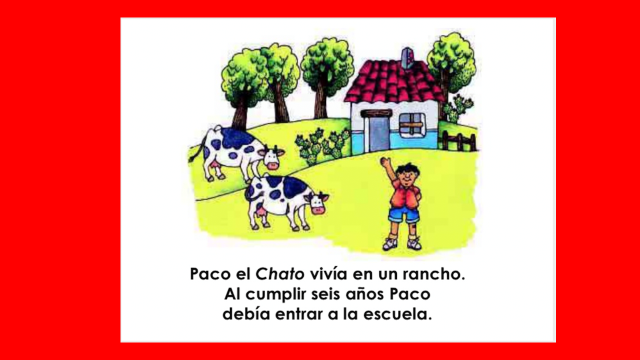 Paco el Chato vivía en un rancho.
Al cumplir seis años Paco
debía entrar a la escuela.